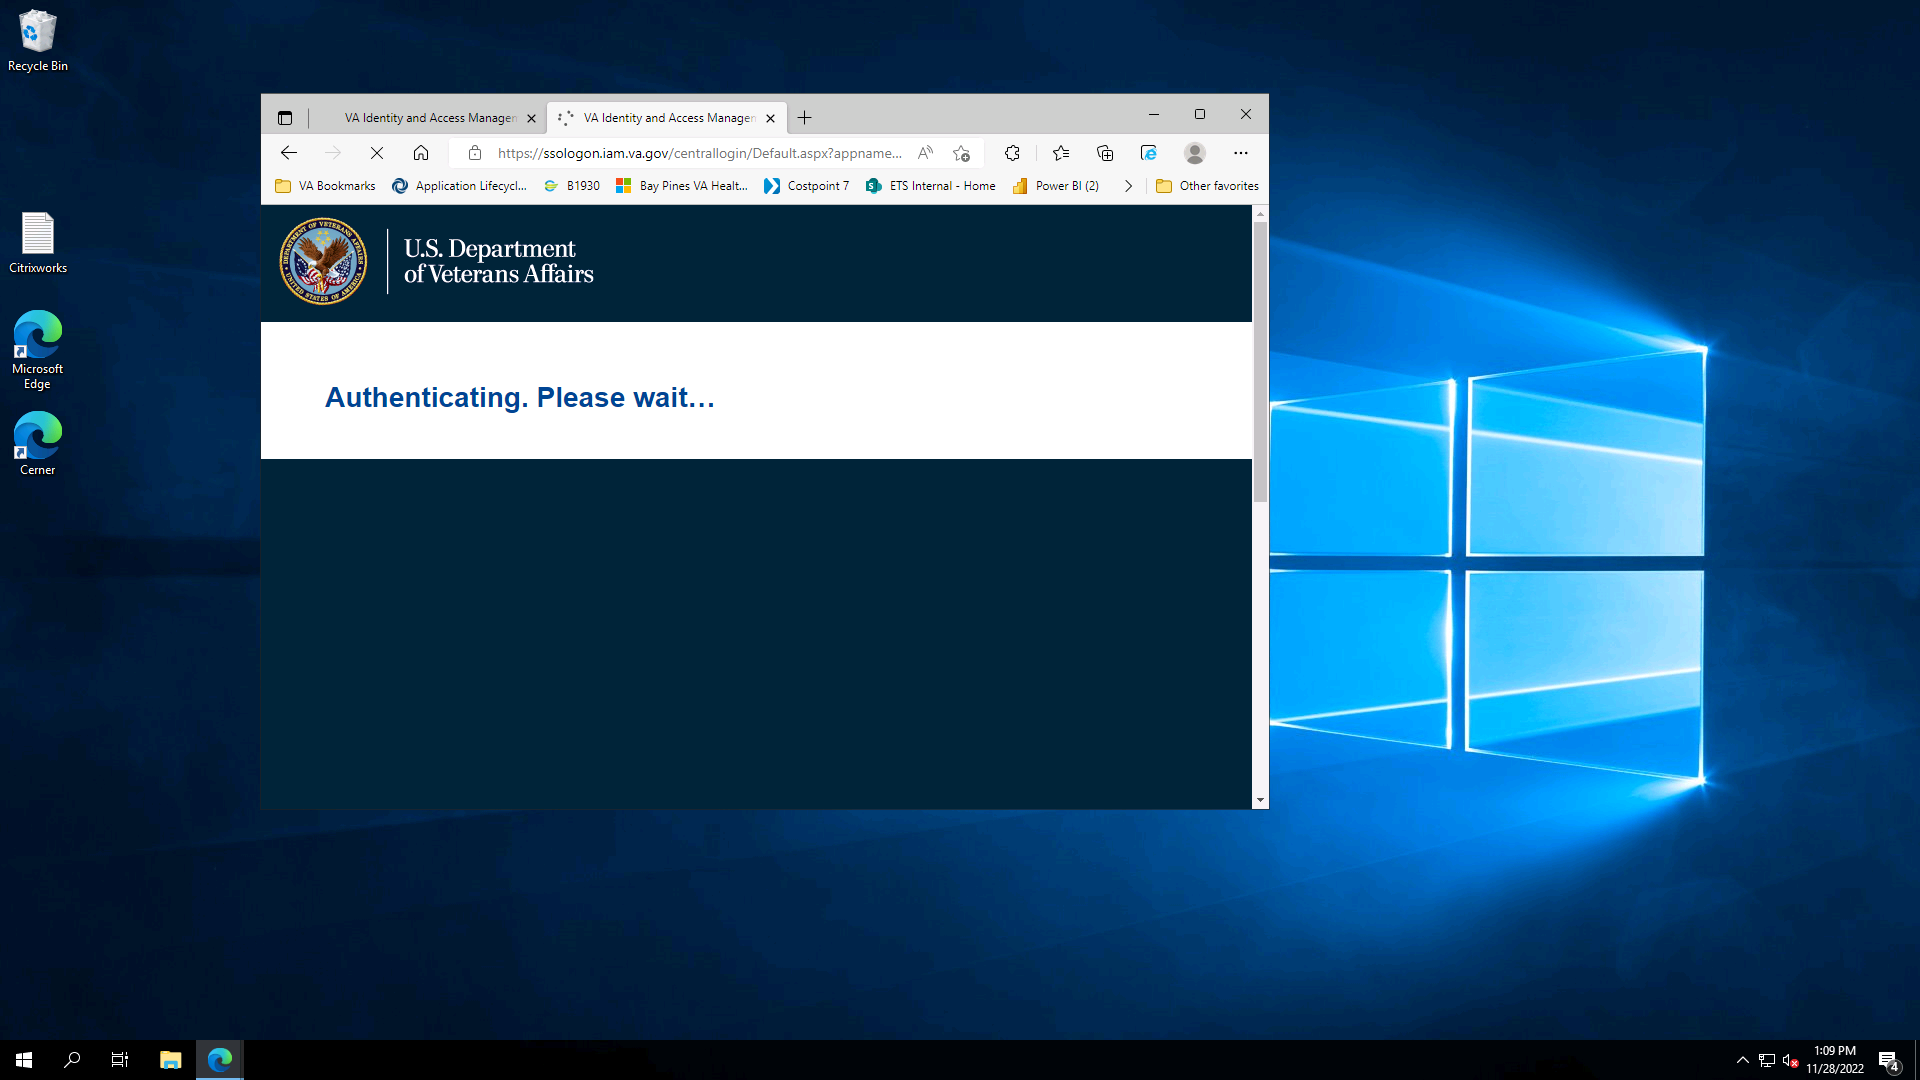 Recycle Bin
Citrixworks
Microsoft
Edge
Cerner
VA Identity and Access Managen
VA Identity and Access Managen
https://ssologon.iam.va.gov/centrallogin/Default.aspx?appname...
VA Bookmarks
Application Lifecycl...
B1930
Bay Pines VA Healt...
Costpoint 7
ETS Internal - Home
Power BI (2)
Other favorites
DEPARTMENT OF VETERANS AFFAIRS
UNITED STATES OF AMERICA
U.S. Department
of Veterans Affairs
Authenticating. Please wait...
1:09 PM
11/28/2022
4